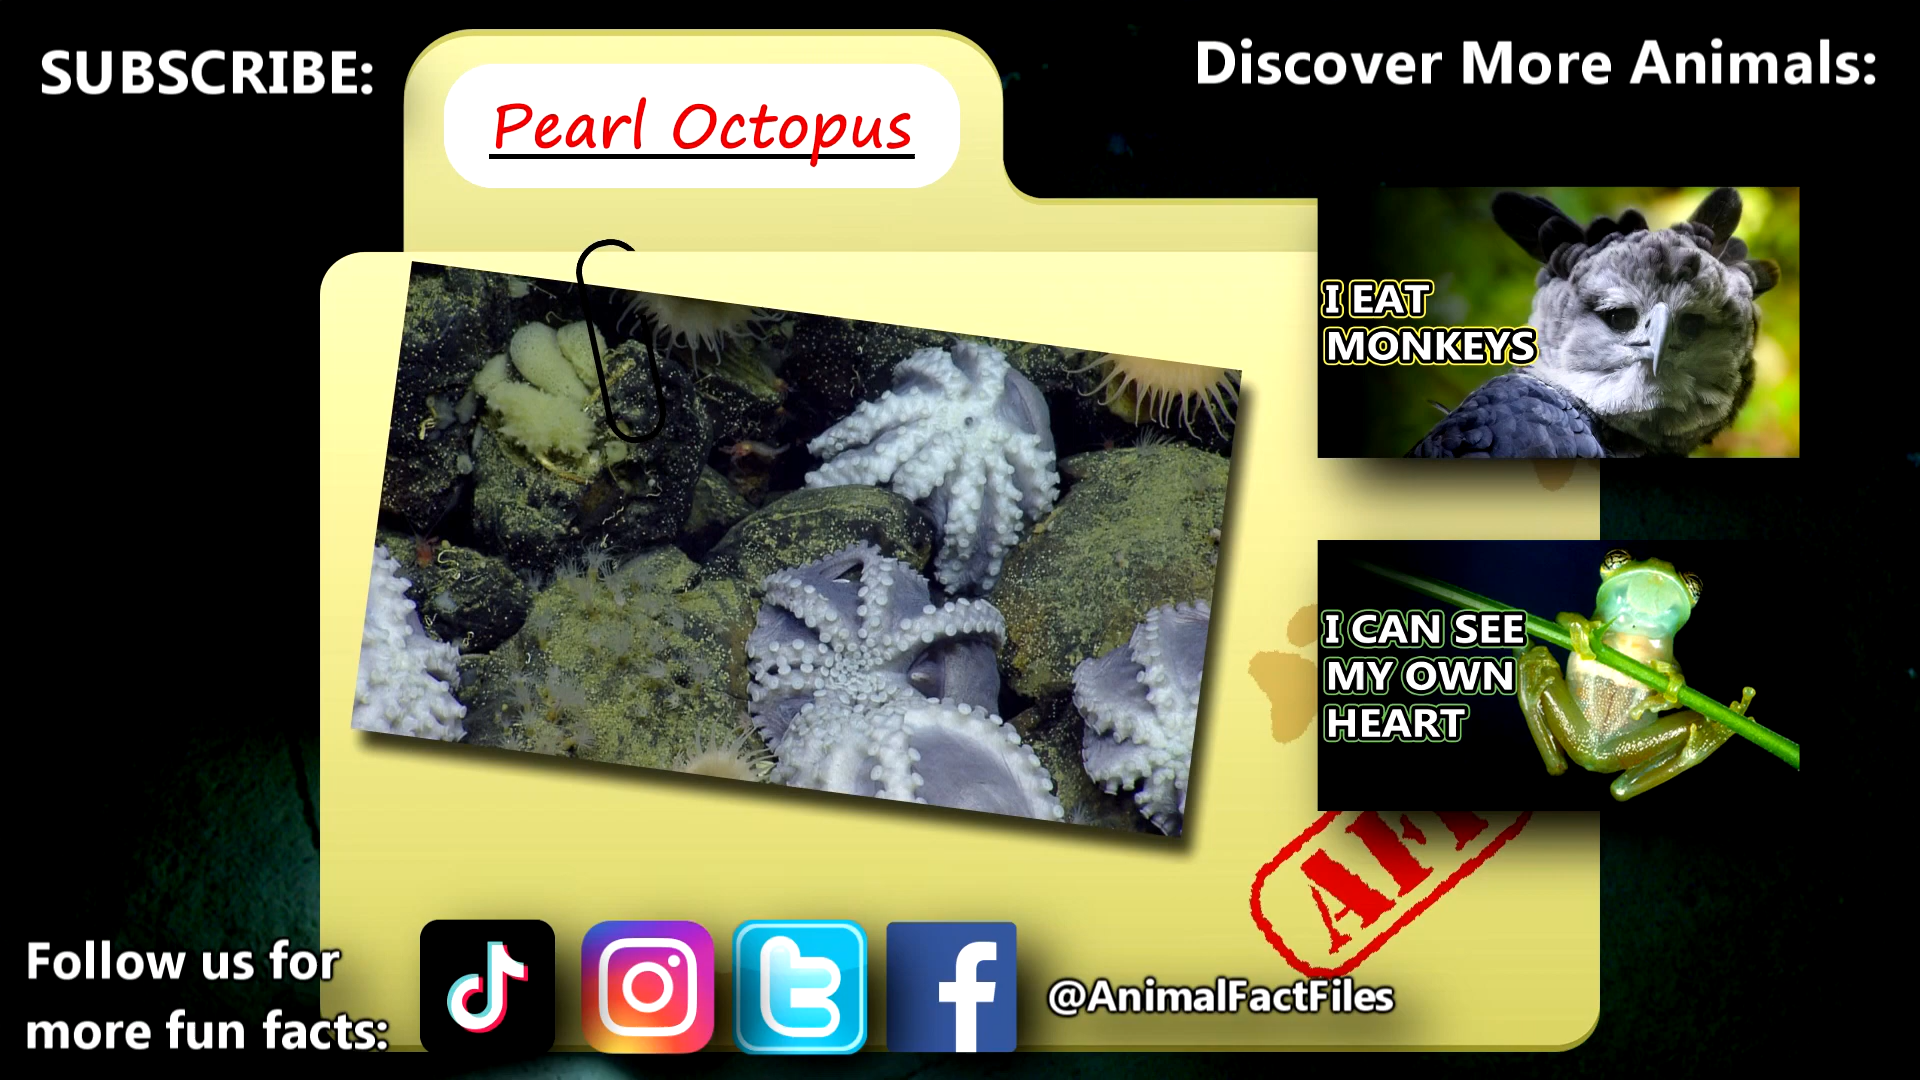 SUBSCRIBE:
Pearl Octopus
Discover More Animals:
I EAT
MONKEYS
I CAN SEE
MY OWN
HEART
Follow us for
more fun facts:
@AnimalFactFiles